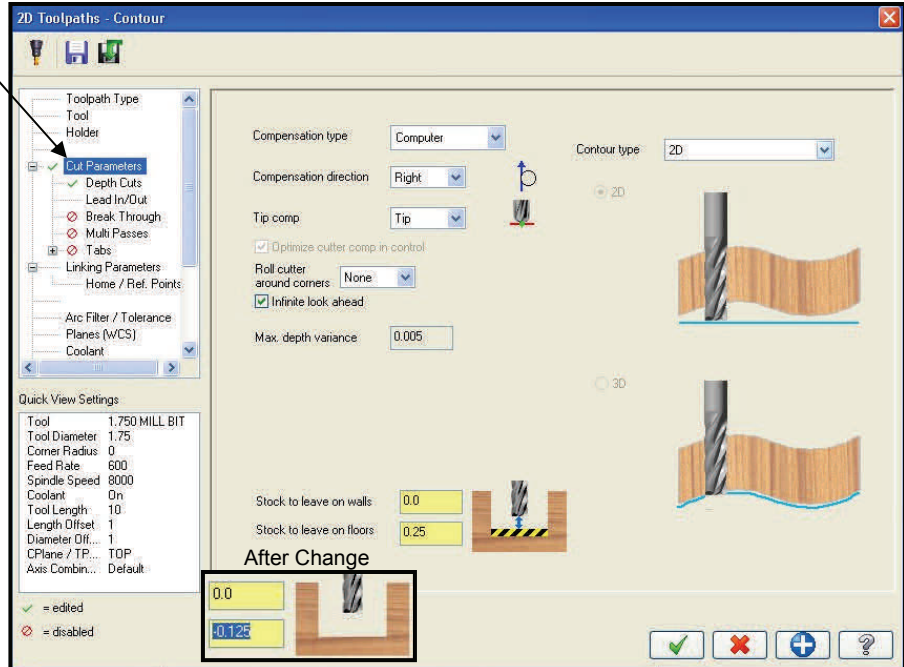 2D Toolpaths - Contour
Toolpath Type
Tool
Holder
Cut Parameters
Depth Cuts
Lead In/Out
Break Through
Multi Passes
Tabs
Linking Parameters
Home / Ref. Points
Arc Filter / Tolerance
Planes (WCS)
Coolant
Quick View Settings
Tool 1.750 MILL BIT
Tool Diameter 1.75
Corner Radius 0
Feed Rate 600
Spindle Speed 8000
Coolant On
Tool Length 10
Length Offset 1
Diameter Off... 1
CPlane / TP... TOP
Axis Combin... Default
= edited
= disabled
Compensation type Computer
Compensation direction Right
Tip comp Tip
Optimize cutter comp in control
Roll cutter
around corners None
Infinite look ahead
Max. depth variance 0.005
Contour type 2D
2D
3D
Stock to leave on walls 0.0
Stock to leave on floors 0.25
After Change
0.0
-0.125